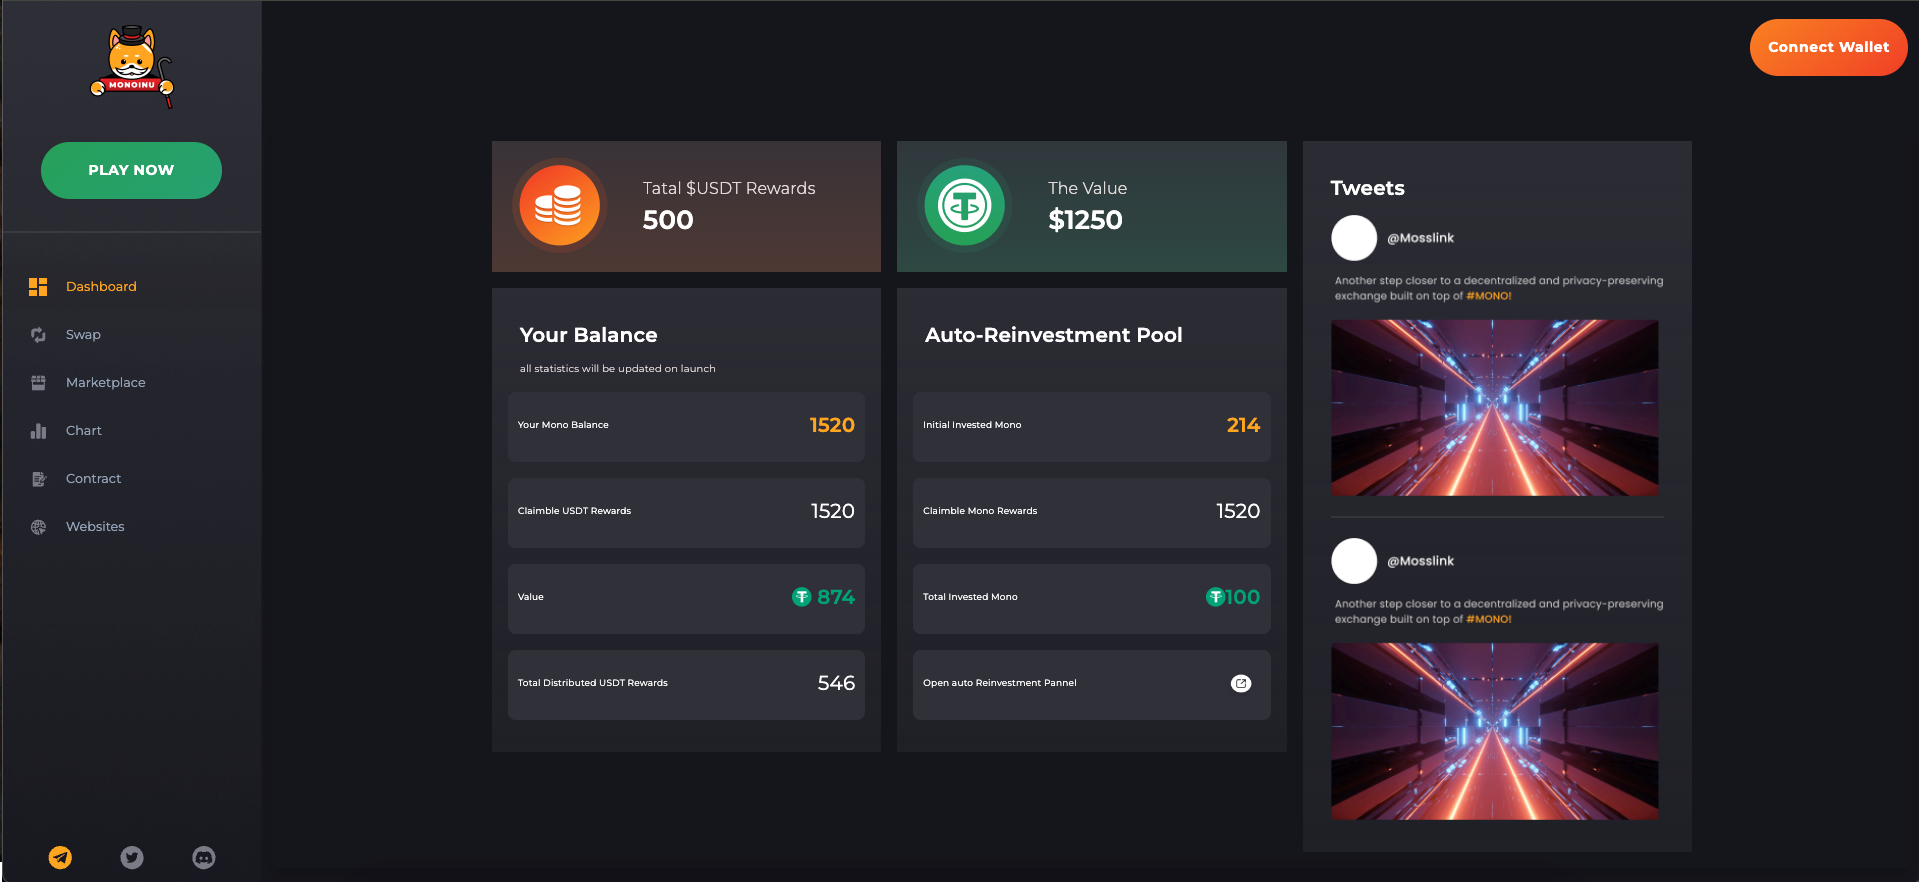 MONOINU
PLAY NOW
Dashboard
Swap
Marketplace
Chart
Contract
Websites
Connect Wallet
Tatal $USDT Rewards
500
The Value
$1250
Your Balance
all statistics will be updated on launch
Your Mono Balance 1520
Claimble USDT Rewards 1520
Value 874
Total Distributed USDT Rewards 546
Auto-Reinvestment Pool
Initial Invested Mono 214
Claimble Mono Rewards 1520
Total Invested Mono 100
Open auto Reinvestment Pannel
Tweets
@Mosslink
Another step closer to a decentralized and privacy-preserving
exchange built on top of #MONO!
@Mosslink
Another step closer to a decentralized and privacy-preserving
exchange built on top of #MONO!